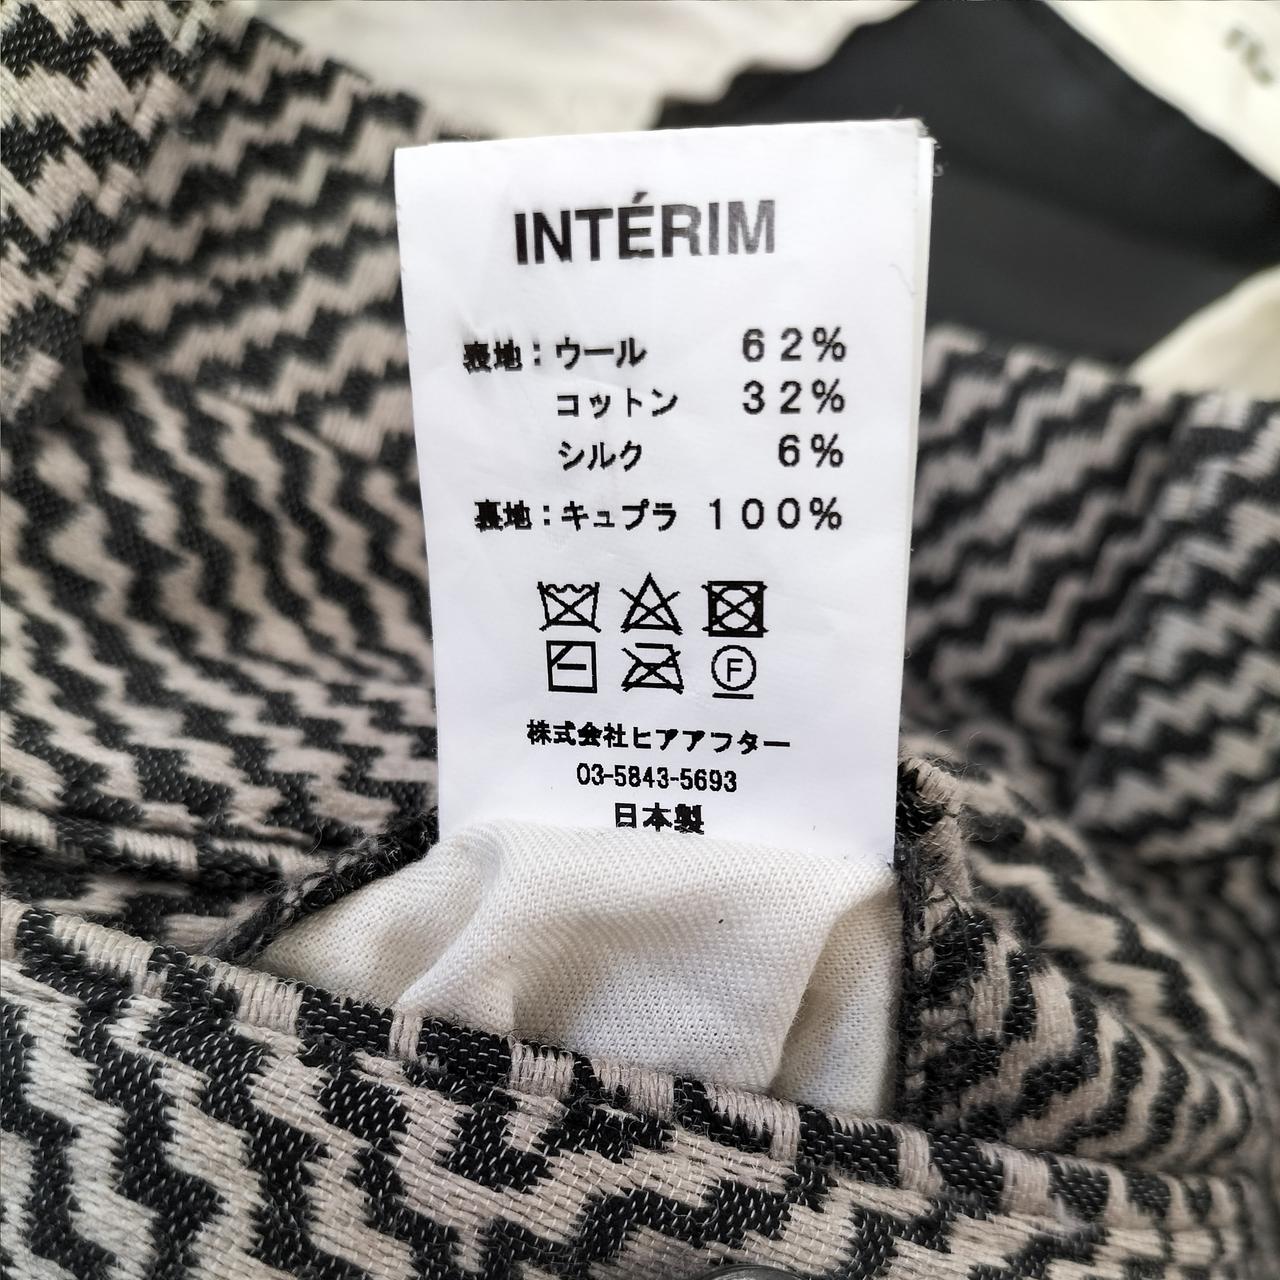 INTÉRIM
表地：ウール 62%
コットン 32%
シルク 6%
裏地：キュプラ 100%
F
株式会社ヒアアフター
03-5843-5693
日本製